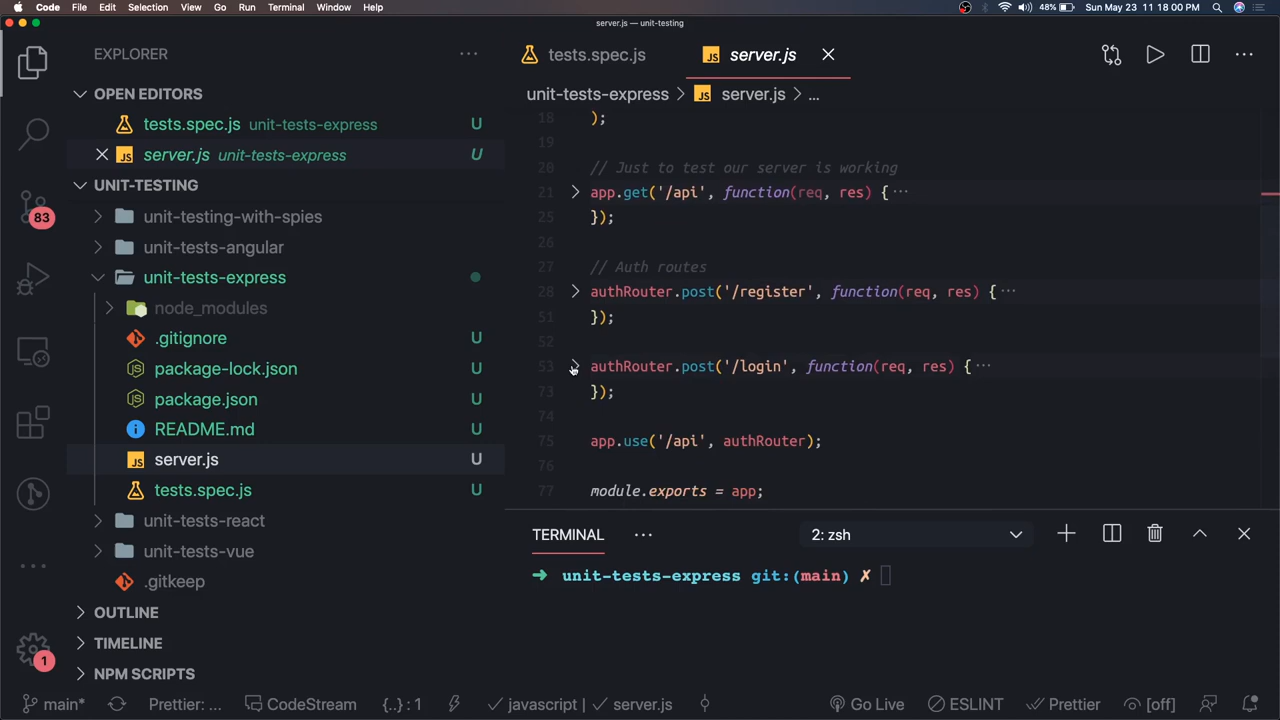 Code File Edit Selection View Go Run Terminal Window Help 48% Sun May 23 11 18 00 PM
server.js — unit-testing
EXPLORER
tests.spec.js
JS server.js
OPEN EDITORS
unit-tests-express > JS server.js > ...
tests.spec.js unit-tests-express U
JS server.js unit-tests-express U
UNIT-TESTING
83
unit-testing-with-spies
unit-tests-angular
unit-tests-express
node_modules
.gitignore U
package-lock.json U
package.json U
README.md U
JS server.js U
tests.spec.js U
unit-tests-react
unit-tests-vue
.gitkeep
OUTLINE
TIMELINE
NPM SCRIPTS
1
18 );
19
20 // Just to test our server is working
21 app.get('/api', function(req, res) { ...
25 });
26
27 // Auth routes
28 authRouter.post('/register', function(req, res) { ...
51 });
52
53 authRouter.post('/login', function(req, res) { ...
73 });
74
75 app.use('/api', authRouter);
76
77 module.exports = app;
TERMINAL ... 2: zsh
➜ unit-tests-express git:(main) ✗
main* Prettier: ... CodeStream {..} : 1 ✓ javascript | ✓ server.js Go Live ESLINT Prettier [off]